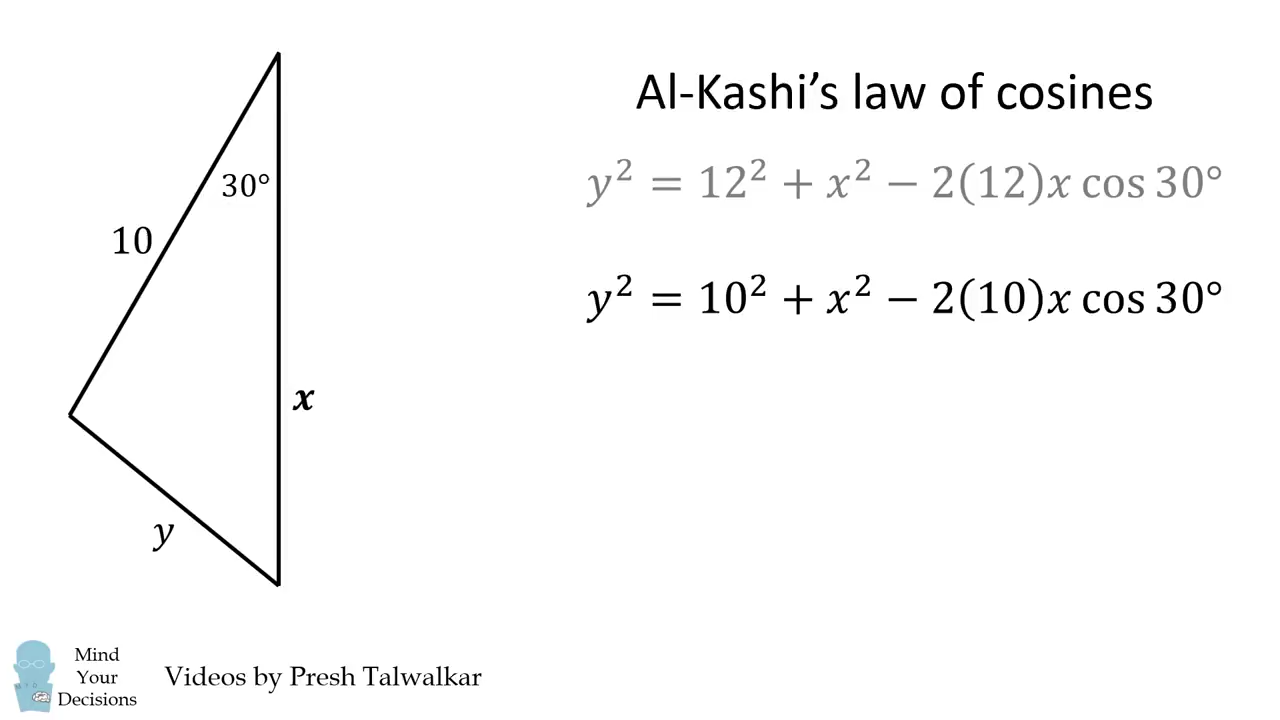 Al-Kashi's law of cosines
y² = 12² + x² − 2(12)x cos 30°
30°
10
y² = 10² + x² − 2(10)x cos 30°
x
y
Mind
Your
Decisions
Videos by Presh Talwalkar